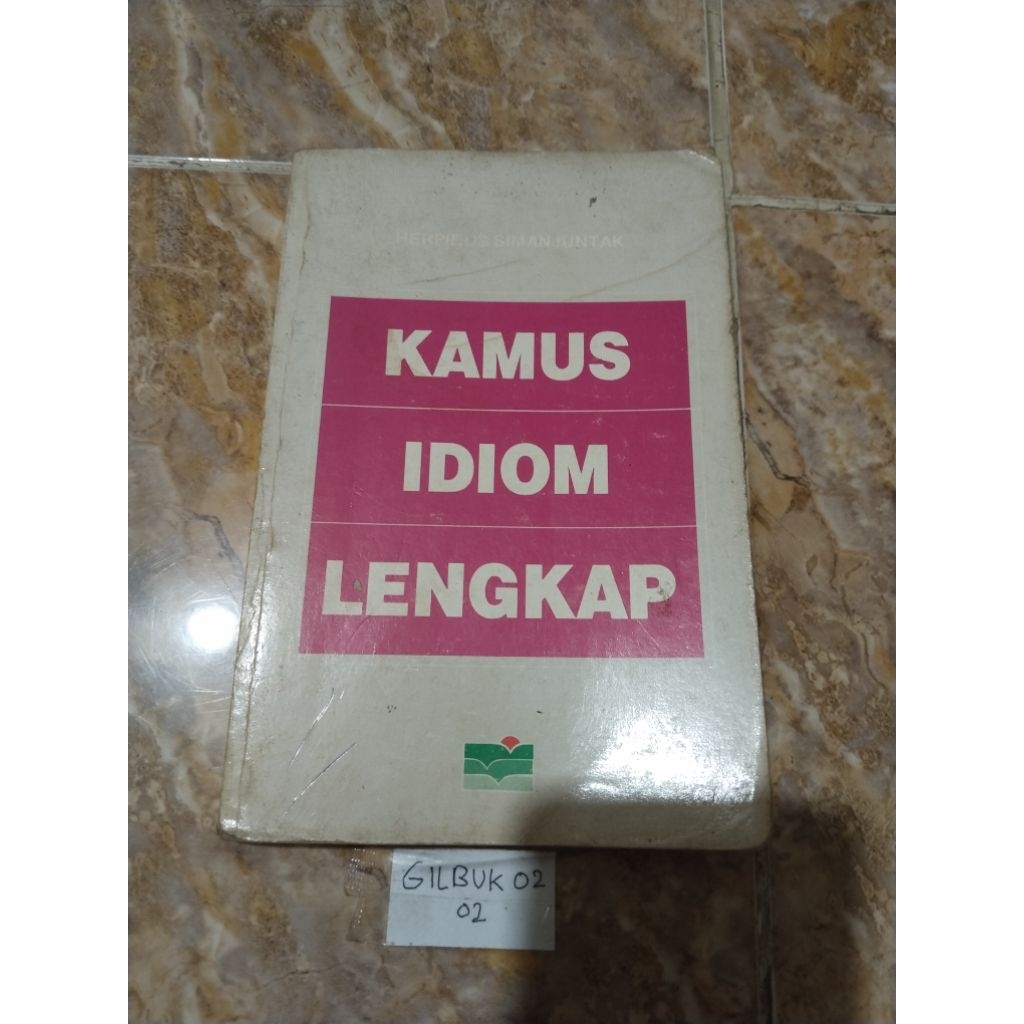 HERPINUS SIMANJUNTAK
KAMUS
IDIOM
LENGKAP
GILBUK 02
02